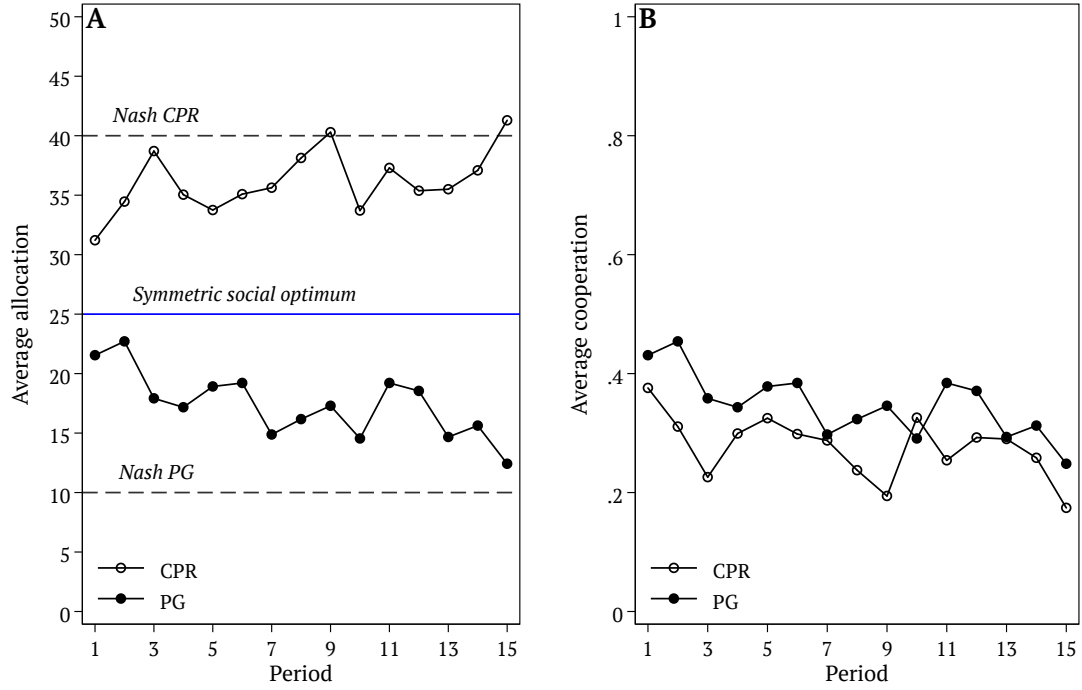 A
Average allocation
50
45
40
35
30
25
20
15
10
5
0
Nash CPR
Symmetric social optimum
Nash PG
CPR
PG
1 3 5 7 9 11 13 15
Period
B
Average cooperation
1
.8
.6
.4
.2
0
CPR
PG
1 3 5 7 9 11 13 15
Period